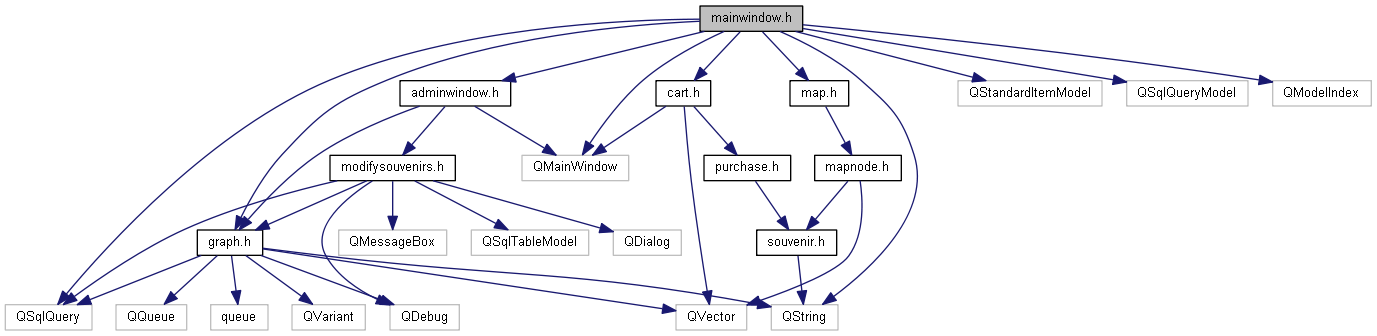 mainwindow.h
adminwindow.h
cart.h
map.h
QStandardItemModel
QSqlQueryModel
QModelIndex
modifysouvenirs.h
QMainWindow
purchase.h
mapnode.h
graph.h
QMessageBox
QSqlTableModel
QDialog
souvenir.h
QSqlQuery
QQueue
queue
QVariant
QDebug
QVector
QString